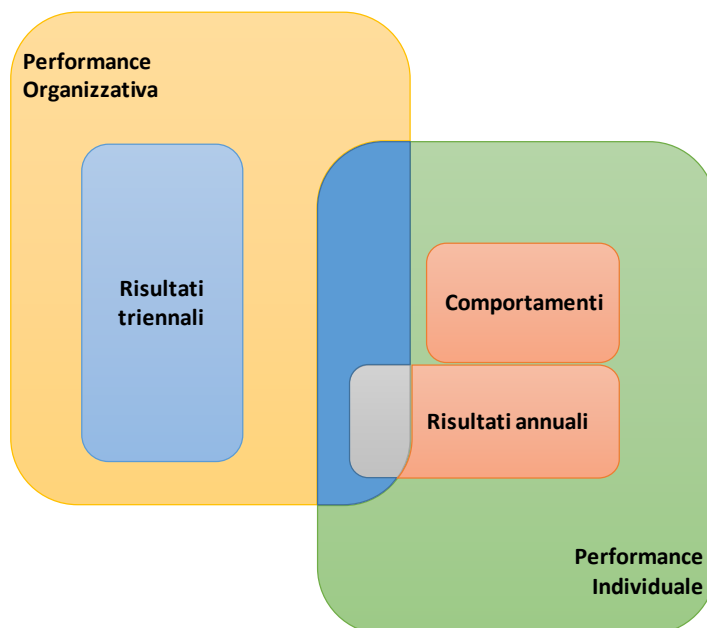 Performance
Organizzativa
Risultati
triennali
Comportamenti
Risultati annuali
Performance
Individuale